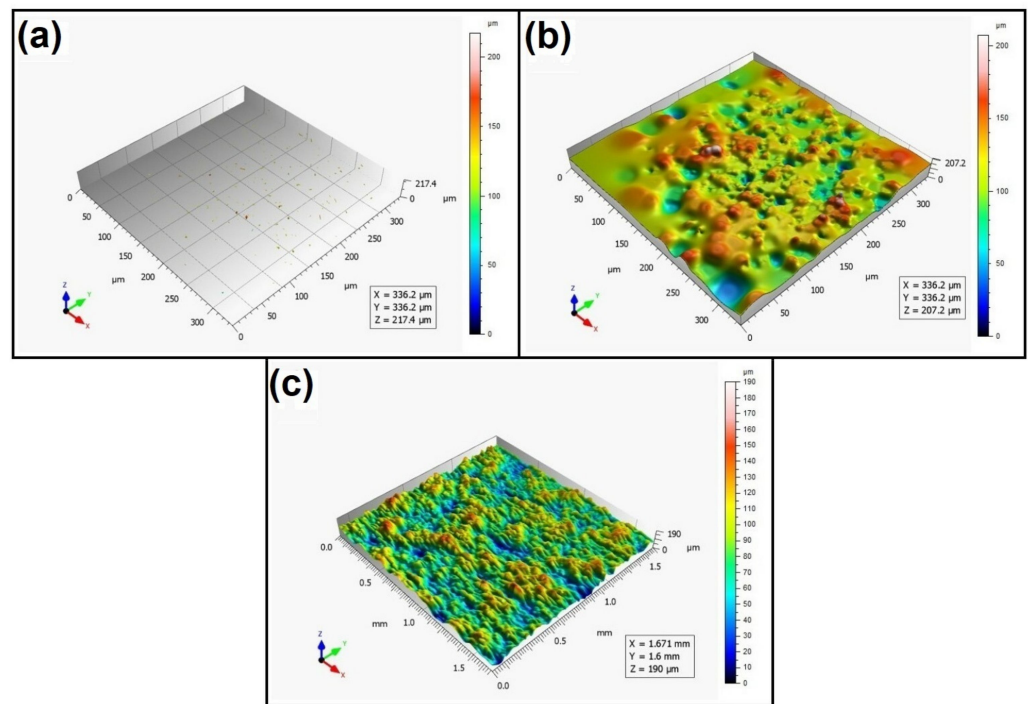 (a)
µm
200
150
100
50
0
217.4
0
µm
0
50
100
150
200
250
300
µm
0
50
100
150
200
250
300
µm
X = 336.2 µm
Y = 336.2 µm
Z = 217.4 µm
Z
Y
X
(b)
µm
200
150
100
50
0
207.2
0
µm
0
50
100
150
200
250
300
µm
0
50
100
150
200
250
300
µm
X = 336.2 µm
Y = 336.2 µm
Z = 207.2 µm
Z
Y
X
(c)
µm
190
180
170
160
150
140
130
120
110
100
90
80
70
60
50
40
30
20
10
0
190
0
µm
0.0
0.5
1.0
1.5
mm
0.0
0.5
1.0
1.5
mm
X = 1.671 mm
Y = 1.6 mm
Z = 190 µm
Z
Y
X